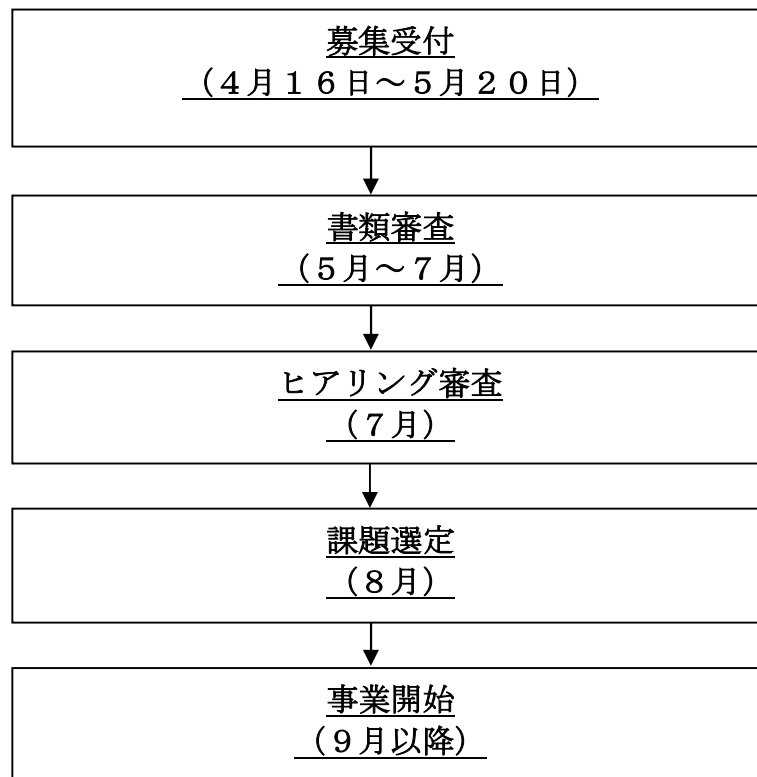 募集受付
（４月１６日～５月２０日）
書類審査
（５月～７月）
ヒアリング審査
（７月）
課題選定
（８月）
事業開始
（９月以降）